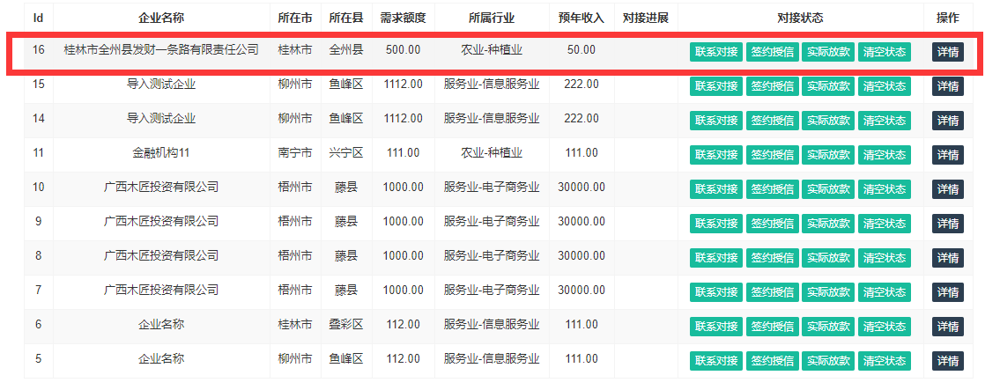 Id 企业名称 所在市 所在县 需求额度 所属行业 预年收入 对接进展 对接状态 操作
16 桂林市全州县发财一条路有限责任公司 桂林市 全州县 500.00 农业-种植业 50.00 联系对接 签约授信 实际放款 清空状态 详情
15 导入测试企业 柳州市 鱼峰区 1112.00 服务业-信息服务业 222.00 联系对接 签约授信 实际放款 清空状态 详情
14 导入测试企业 柳州市 鱼峰区 1112.00 服务业-信息服务业 222.00 联系对接 签约授信 实际放款 清空状态 详情
11 金融机构11 南宁市 兴宁区 111.00 农业-种植业 111.00 联系对接 签约授信 实际放款 清空状态 详情
10 广西木匠投资有限公司 梧州市 藤县 1000.00 服务业-电子商务业 30000.00 联系对接 签约授信 实际放款 清空状态 详情
9 广西木匠投资有限公司 梧州市 藤县 1000.00 服务业-电子商务业 30000.00 联系对接 签约授信 实际放款 清空状态 详情
8 广西木匠投资有限公司 梧州市 藤县 1000.00 服务业-电子商务业 30000.00 联系对接 签约授信 实际放款 清空状态 详情
7 广西木匠投资有限公司 梧州市 藤县 1000.00 服务业-电子商务业 30000.00 联系对接 签约授信 实际放款 清空状态 详情
6 企业名称 桂林市 叠彩区 112.00 服务业-信息服务业 111.00 联系对接 签约授信 实际放款 清空状态 详情
5 企业名称 柳州市 鱼峰区 112.00 服务业-信息服务业 111.00 联系对接 签约授信 实际放款 清空状态 详情